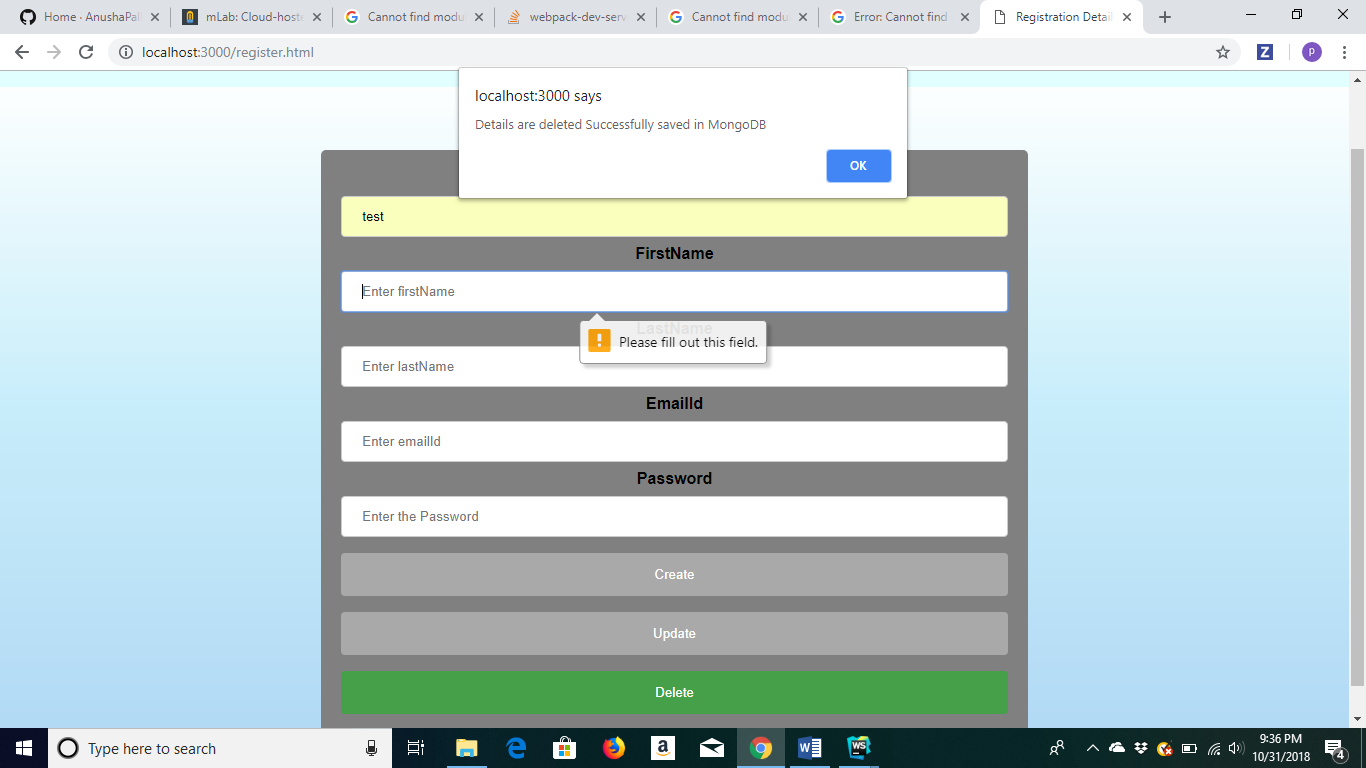 Home · AnushaPall
mLab: Cloud-hoste
Cannot find modu
webpack-dev-serv
Cannot find modu
Error: Cannot find
Registration Detai
localhost:3000/register.html
Z
P
localhost:3000 says
Details are deleted Successfully saved in MongoDB
OK
test
FirstName
Enter firstName
LastName
Please fill out this field.
Enter lastName
EmailId
Enter emailId
Password
Enter the Password
Create
Update
Delete
Type here to search
WS
9:36 PM
10/31/2018
4